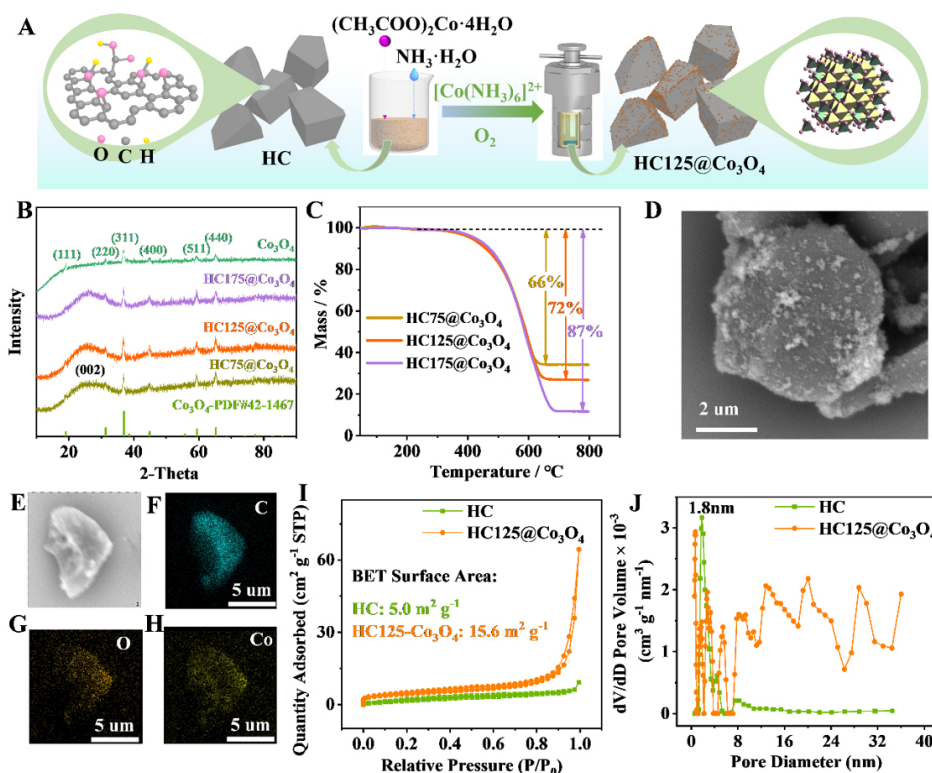 A
(CH₃COO)₂Co·4H₂O
NH₃·H₂O
[Co(NH₃)₆]²⁺
O₂
O C H
HC
HC125@Co₃O₄
B
(111)
(220)
(311)
(400)
(511)
(440)
Co₃O₄
HC175@Co₃O₄
HC125@Co₃O₄
HC75@Co₃O₄
(002)
Co₃O₄-PDF#42-1467
Intensity
20 40 60 80
2-Theta
C
100
80
60
40
20
0
Mass / %
66%
72%
87%
HC75@Co₃O₄
HC125@Co₃O₄
HC175@Co₃O₄
200 400 600 800
Temperature / °C
D
2 um
E
F
C
5 um
G
O
5 um
H
Co
5 um
I
Quantity Adsorbed (cm² g⁻¹ STP)
90
60
30
0
HC
HC125@Co₃O₄
BET Surface Area:
HC: 5.0 m² g⁻¹
HC125-Co₃O₄: 15.6 m² g⁻¹
0.0 0.2 0.4 0.6 0.8 1.0
Relative Pressure (P/P₀)
J
1.8nm
HC
HC125@Co₃O₄
dV/dD Pore Volume × 10⁻³
(cm³ g⁻¹ nm⁻¹)
3
2
1
0
0 8 16 24 32 40
Pore Diameter (nm)